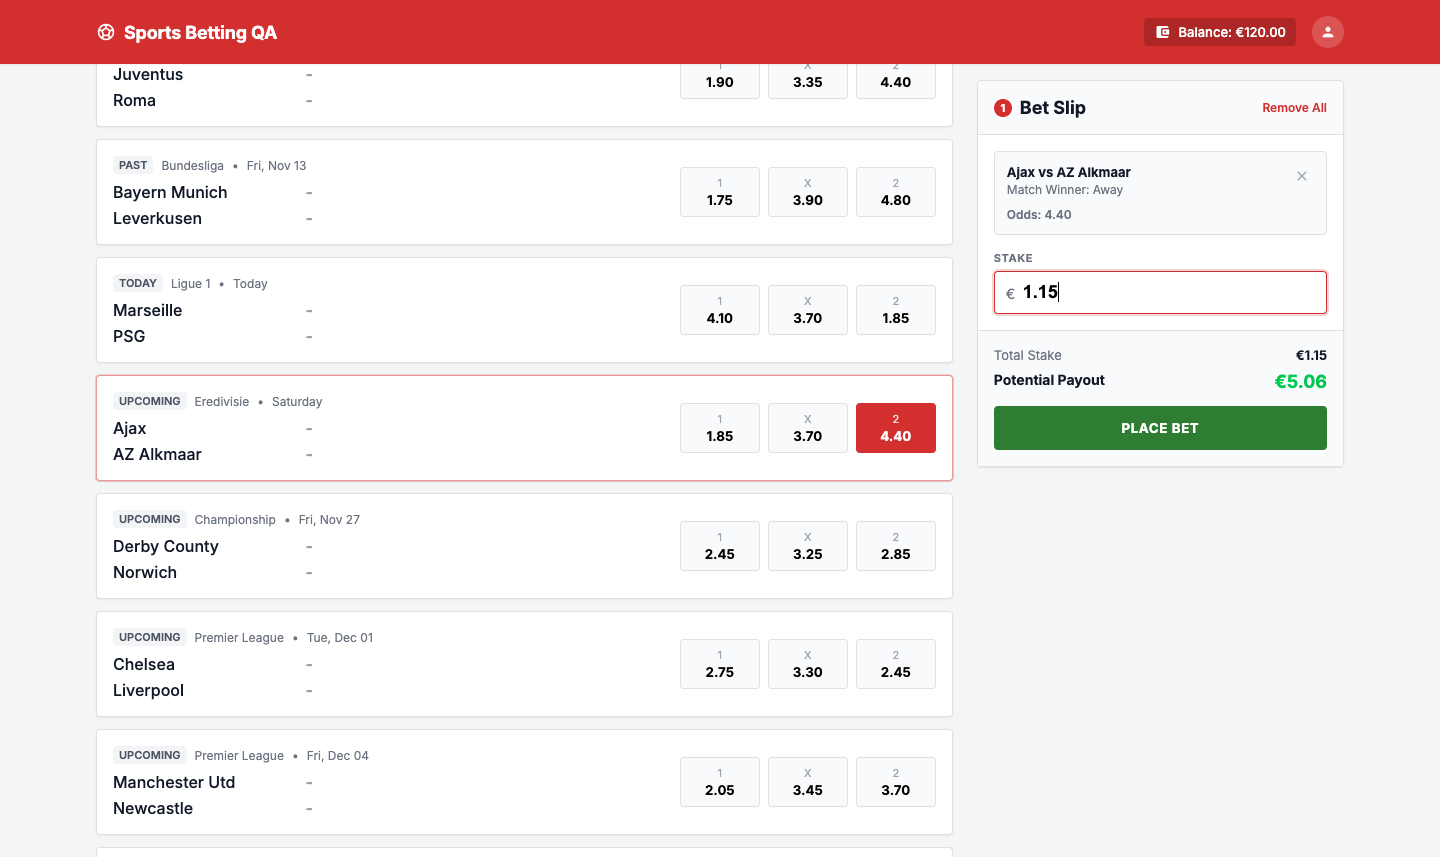 Sports Betting QA
Balance: €120.00
Juventus -
Roma -
1 X 2
1.90 3.35 4.40
PAST Bundesliga • Fri, Nov 13
Bayern Munich -
Leverkusen -
1 X 2
1.75 3.90 4.80
TODAY Ligue 1 • Today
Marseille -
PSG -
1 X 2
4.10 3.70 1.85
UPCOMING Eredivisie • Saturday
Ajax -
AZ Alkmaar -
1 X 2
1.85 3.70 4.40
UPCOMING Championship • Fri, Nov 27
Derby County -
Norwich -
1 X 2
2.45 3.25 2.85
UPCOMING Premier League • Tue, Dec 01
Chelsea -
Liverpool -
1 X 2
2.75 3.30 2.45
UPCOMING Premier League • Fri, Dec 04
Manchester Utd -
Newcastle -
1 X 2
2.05 3.45 3.70
1 Bet Slip Remove All
Ajax vs AZ Alkmaar
Match Winner: Away
Odds: 4.40
STAKE
€ 1.15
Total Stake €1.15
Potential Payout €5.06
PLACE BET